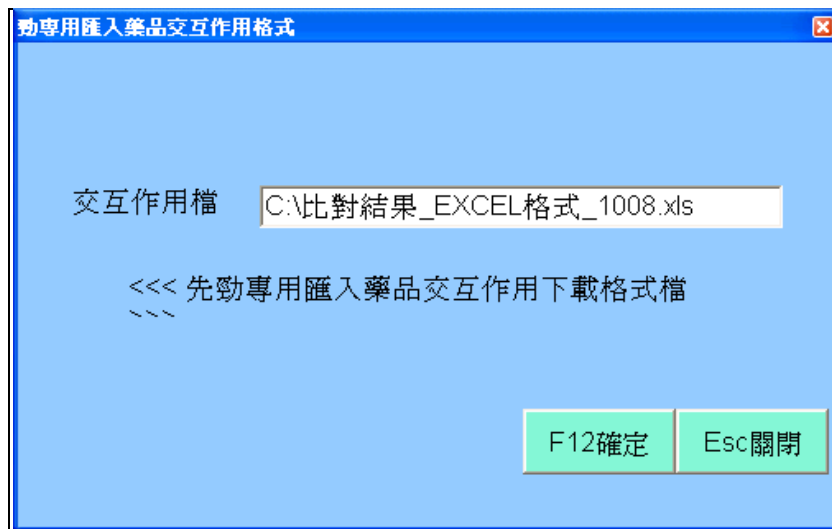 勁専用匯入藥品交互作用格式
交互作用檔
C:\比對結果_EXCEL格式_1008.xls
<<< 先勁專用匯入藥品交互作用下載格式檔
F12確定
Esc關閉